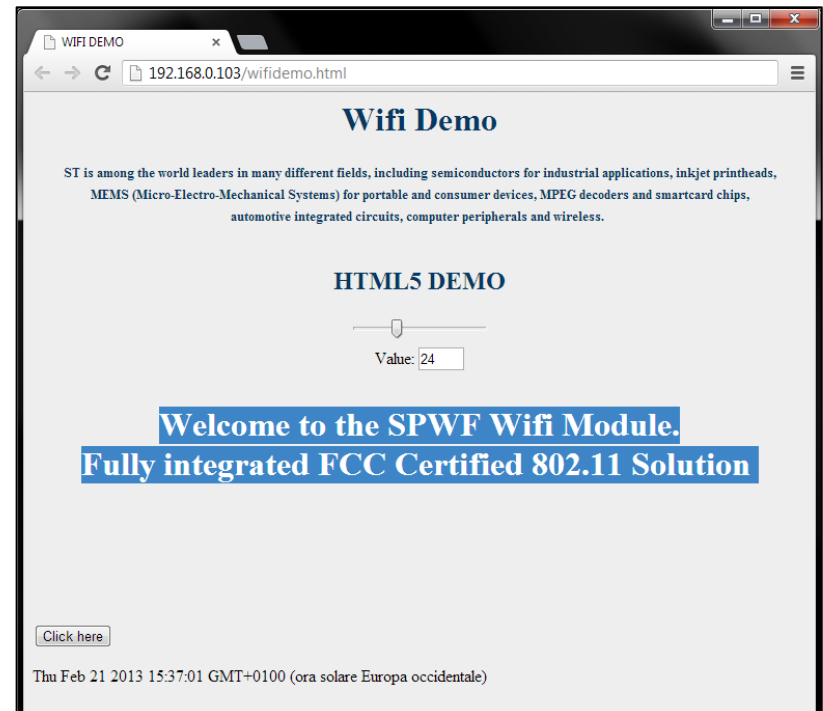 WIFI DEMO
192.168.0.103/wifidemo.html
Wifi Demo
ST is among the world leaders in many different fields, including semiconductors for industrial applications, inkjet printheads,
MEMS (Micro-Electro-Mechanical Systems) for portable and consumer devices, MPEG decoders and smartcard chips,
automotive integrated circuits, computer peripherals and wireless.
HTML5 DEMO
Value: 24
Welcome to the SPWF Wifi Module.
Fully integrated FCC Certified 802.11 Solution
Click here
Thu Feb 21 2013 15:37:01 GMT+0100 (ora solare Europa occidentale)